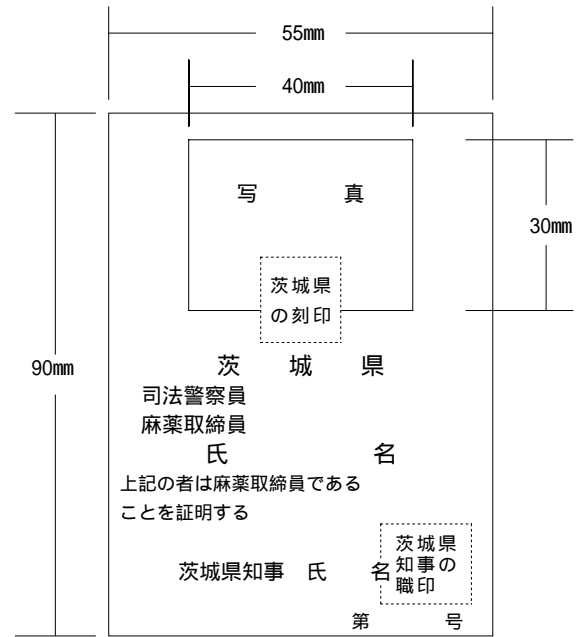 55mm
40mm
写 真
30mm
茨城県
の刻印
90mm
茨 城 県
司法警察員
麻薬取締員
氏 名
上記の者は麻薬取締員である
ことを証明する
茨城県知事 氏 名
茨城県
知事の
職印
第 号